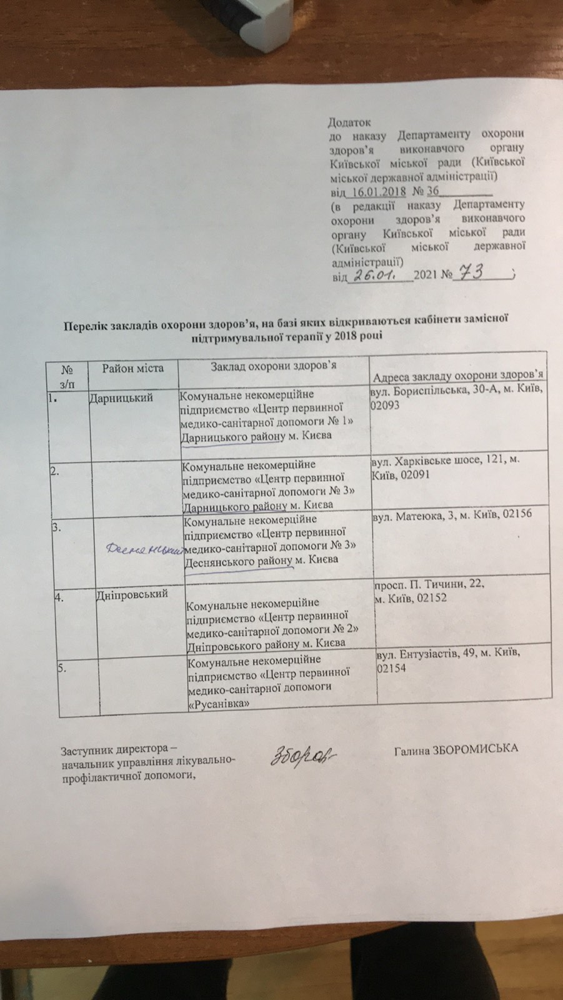 Додаток
до наказу Департаменту охорони
здоров’я виконавчого органу
Київської міської ради (Київської
міської державної адміністрації)
від 16.01.2018 № 36
(в редакції наказу Департаменту
охорони здоров’я виконавчого
органу Київської міської ради
(Київської міської державної
адміністрації)
від 26.01. 2021 № 73 ;
Перелік закладів охорони здоров’я, на базі яких відкриваються кабінети замісної
підтримувальної терапії у 2018 році
№
з/п
Район міста
Заклад охорони здоров’я
Адреса закладу охорони здоров’я
1.
Дарницький
Комунальне некомерційне
підприємство «Центр первинної
медико-санітарної допомоги № 1»
Дарницького району м. Києва
вул. Бориспільська, 30-А, м. Київ,
02093
2.
Комунальне некомерційне
підприємство «Центр первинної
медико-санітарної допомоги № 3»
Дарницького району м. Києва
вул. Харківське шосе, 121, м.
Київ, 02091
3.
Деснянський
Комунальне некомерційне
підприємство «Центр первинної
медико-санітарної допомоги № 3»
Деснянського району м. Києва
вул. Матеюка, 3, м. Київ, 02156
4.
Дніпровський
Комунальне некомерційне
підприємство «Центр первинної
медико-санітарної допомоги № 2»
Дніпровського району м. Києва
просп. П. Тичини, 22,
м. Київ, 02152
5.
Комунальне некомерційне
підприємство «Центр первинної
медико-санітарної допомоги
«Русанівка»
вул. Ентузіастів, 49, м. Київ,
02154
Заступник директора –
начальник управління лікувально-
профілактичної допомоги,
Галина ЗБОРОМИСЬКА